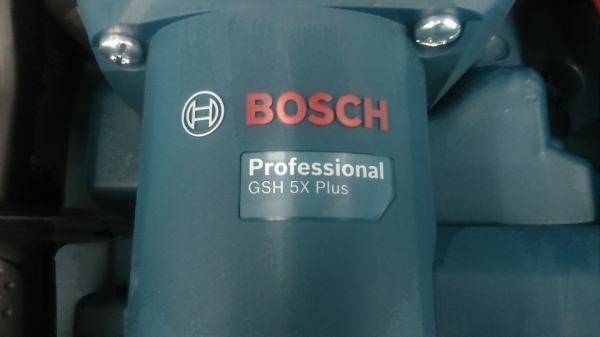 BOSCH
Professional
GSH 5X Plus